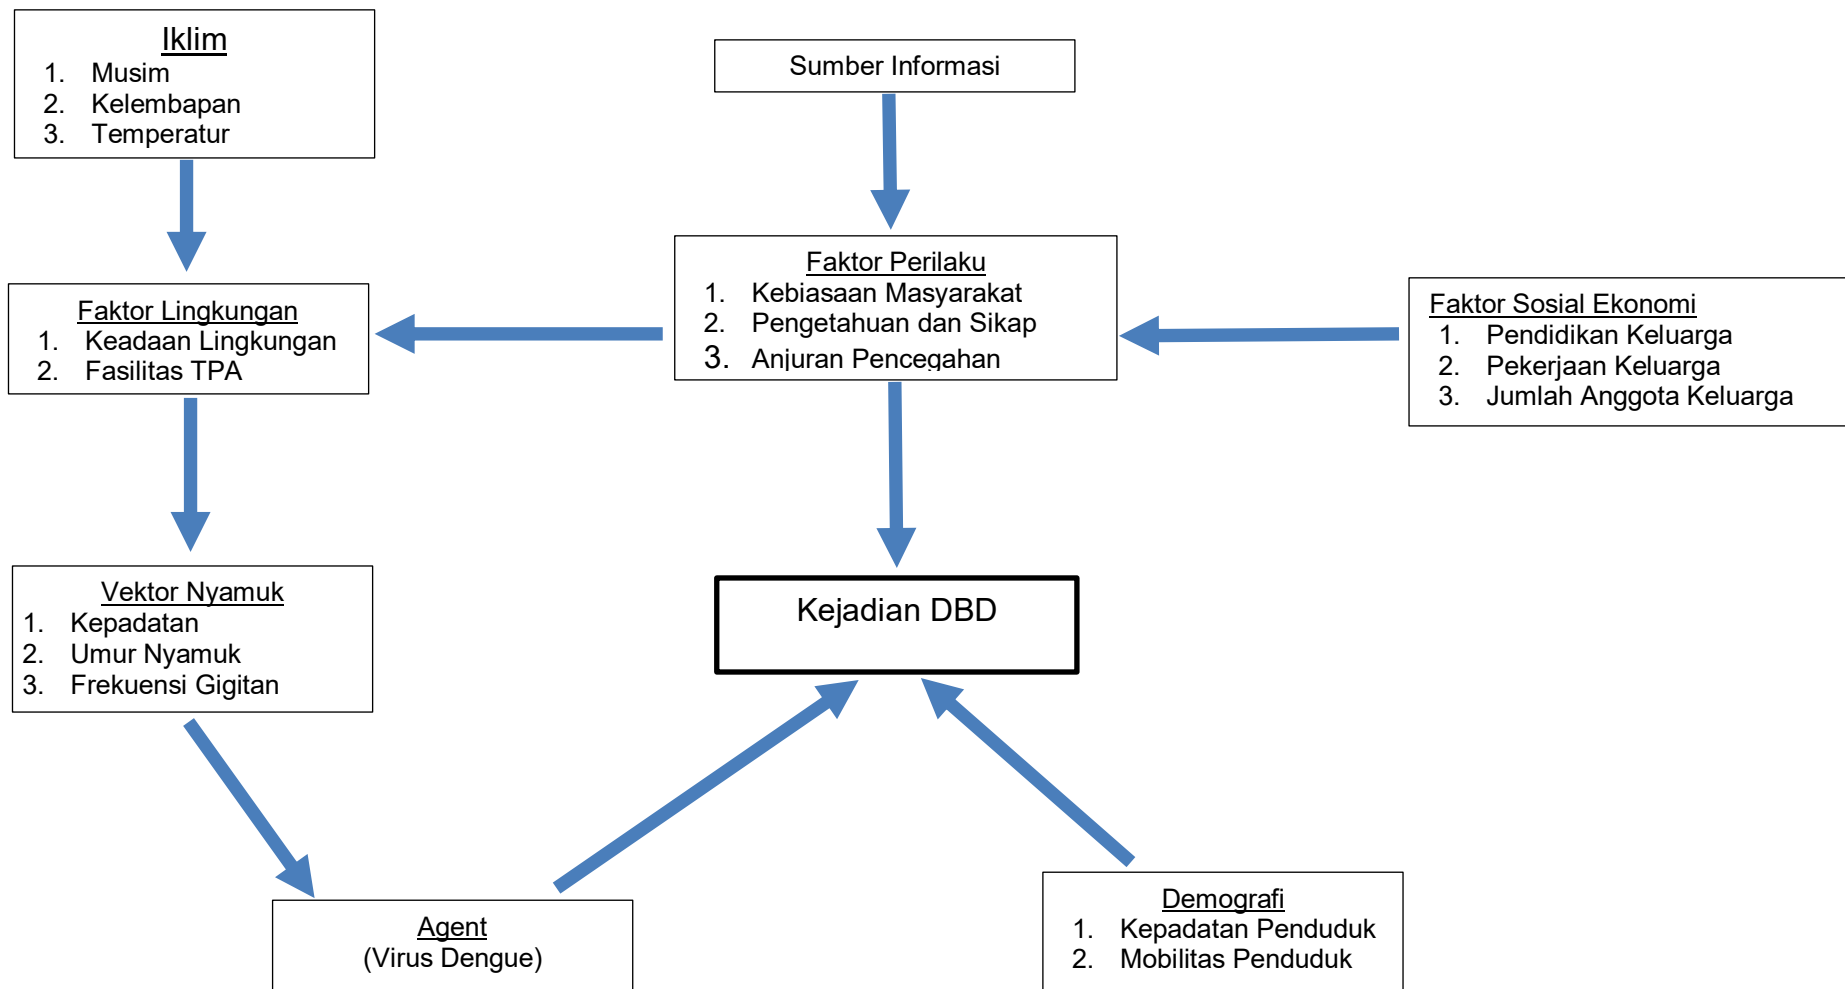 Iklim
1. Musim
2. Kelembapan
3. Temperatur
Sumber Informasi
Faktor Perilaku
1. Kebiasaan Masyarakat
2. Pengetahuan dan Sikap
3. Anjuran Pencegahan
Faktor Lingkungan
1. Keadaan Lingkungan
2. Fasilitas TPA
Faktor Sosial Ekonomi
1. Pendidikan Keluarga
2. Pekerjaan Keluarga
3. Jumlah Anggota Keluarga
Vektor Nyamuk
1. Kepadatan
2. Umur Nyamuk
3. Frekuensi Gigitan
Kejadian DBD
Agent
(Virus Dengue)
Demografi
1. Kepadatan Penduduk
2. Mobilitas Penduduk